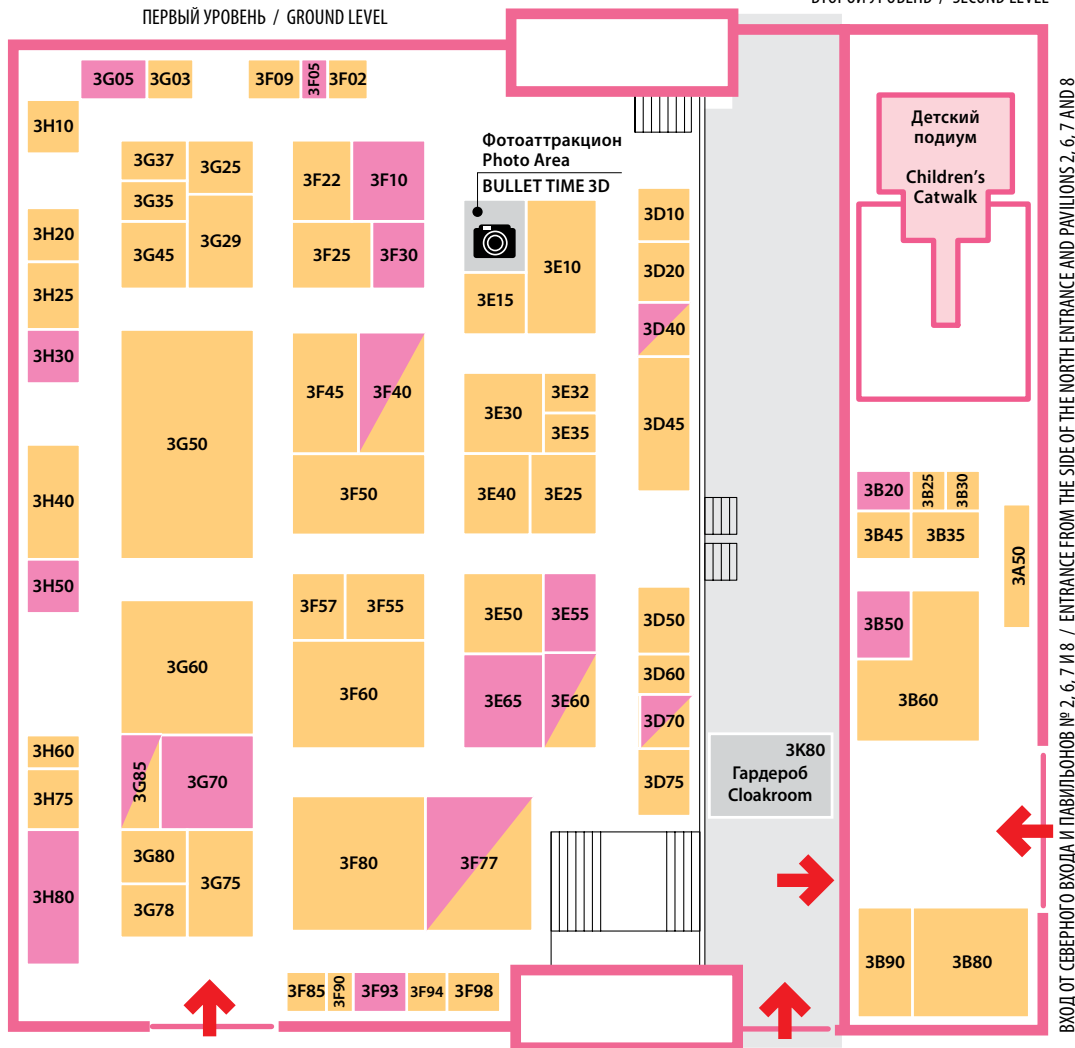 ПЕРВЫЙ УРОВЕНЬ / GROUND LEVEL
3G05
3G03
3F09
3F05
3F02
3H10
3G37
3G25
3G35
3G45
3G29
3F22
3F10
3F25
3F30
Фотоаттракцион
Photo Area
BULLET TIME 3D
3E10
3E15
3D10
3D20
3D40
3D45
3H20
3H25
3H30
3H40
3H50
3G50
3F45
3F40
3F50
3E30
3E32
3E35
3E40
3E25
3G60
3F57
3F55
3F60
3E50
3E55
3E65
3E60
3D50
3D60
3D70
3D75
3H60
3H75
3H80
3G85
3G70
3G80
3G75
3G78
3F80
3F77
3F85
3F90
3F93
3F94
3F98
3K80
Гардероб
Cloakroom
Детский
подиум
Children's
Catwalk
3B20
3B25
3B30
3B45
3B35
3A50
3B50
3B60
3B90
3B80
ВХОД ОТ СЕВЕРНОГО ВХОДА И ПАВИЛЬОНОВ № 2, 6, 7 И 8 / ENTRANCE FROM THE SIDE OF THE NORTH ENTRANCE AND PAVILLONS 2, 6, 7 AND 8